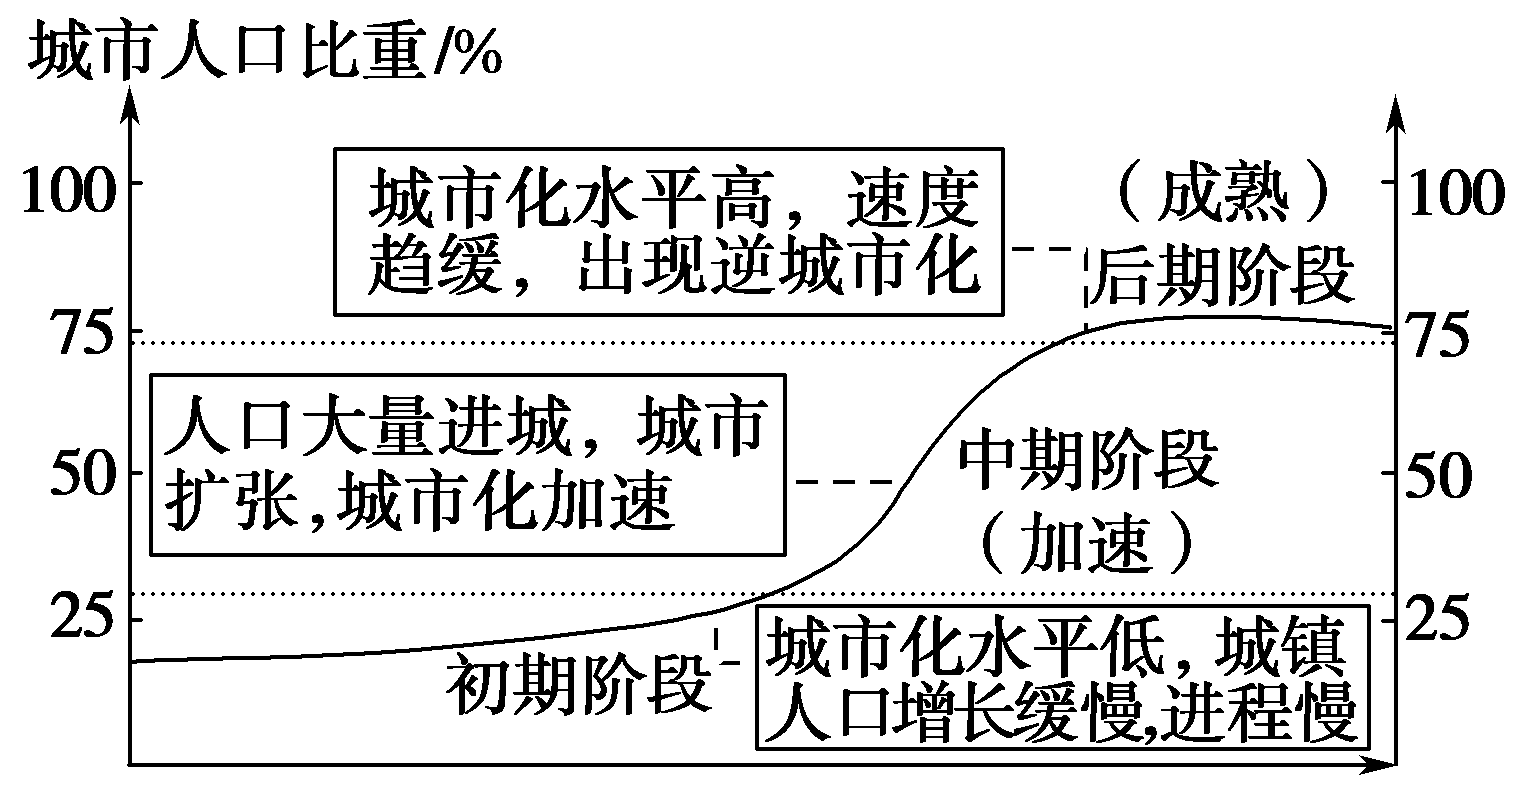 城市人口比重/%
100
75
50
25
城市化水平高，速度
趋缓，出现逆城市化
（成熟）
后期阶段
人口大量进城，城市
扩张,城市化加速
中期阶段
（加速）
初期阶段
城市化水平低,城镇
人口增长缓慢,进程慢
100
75
50
25